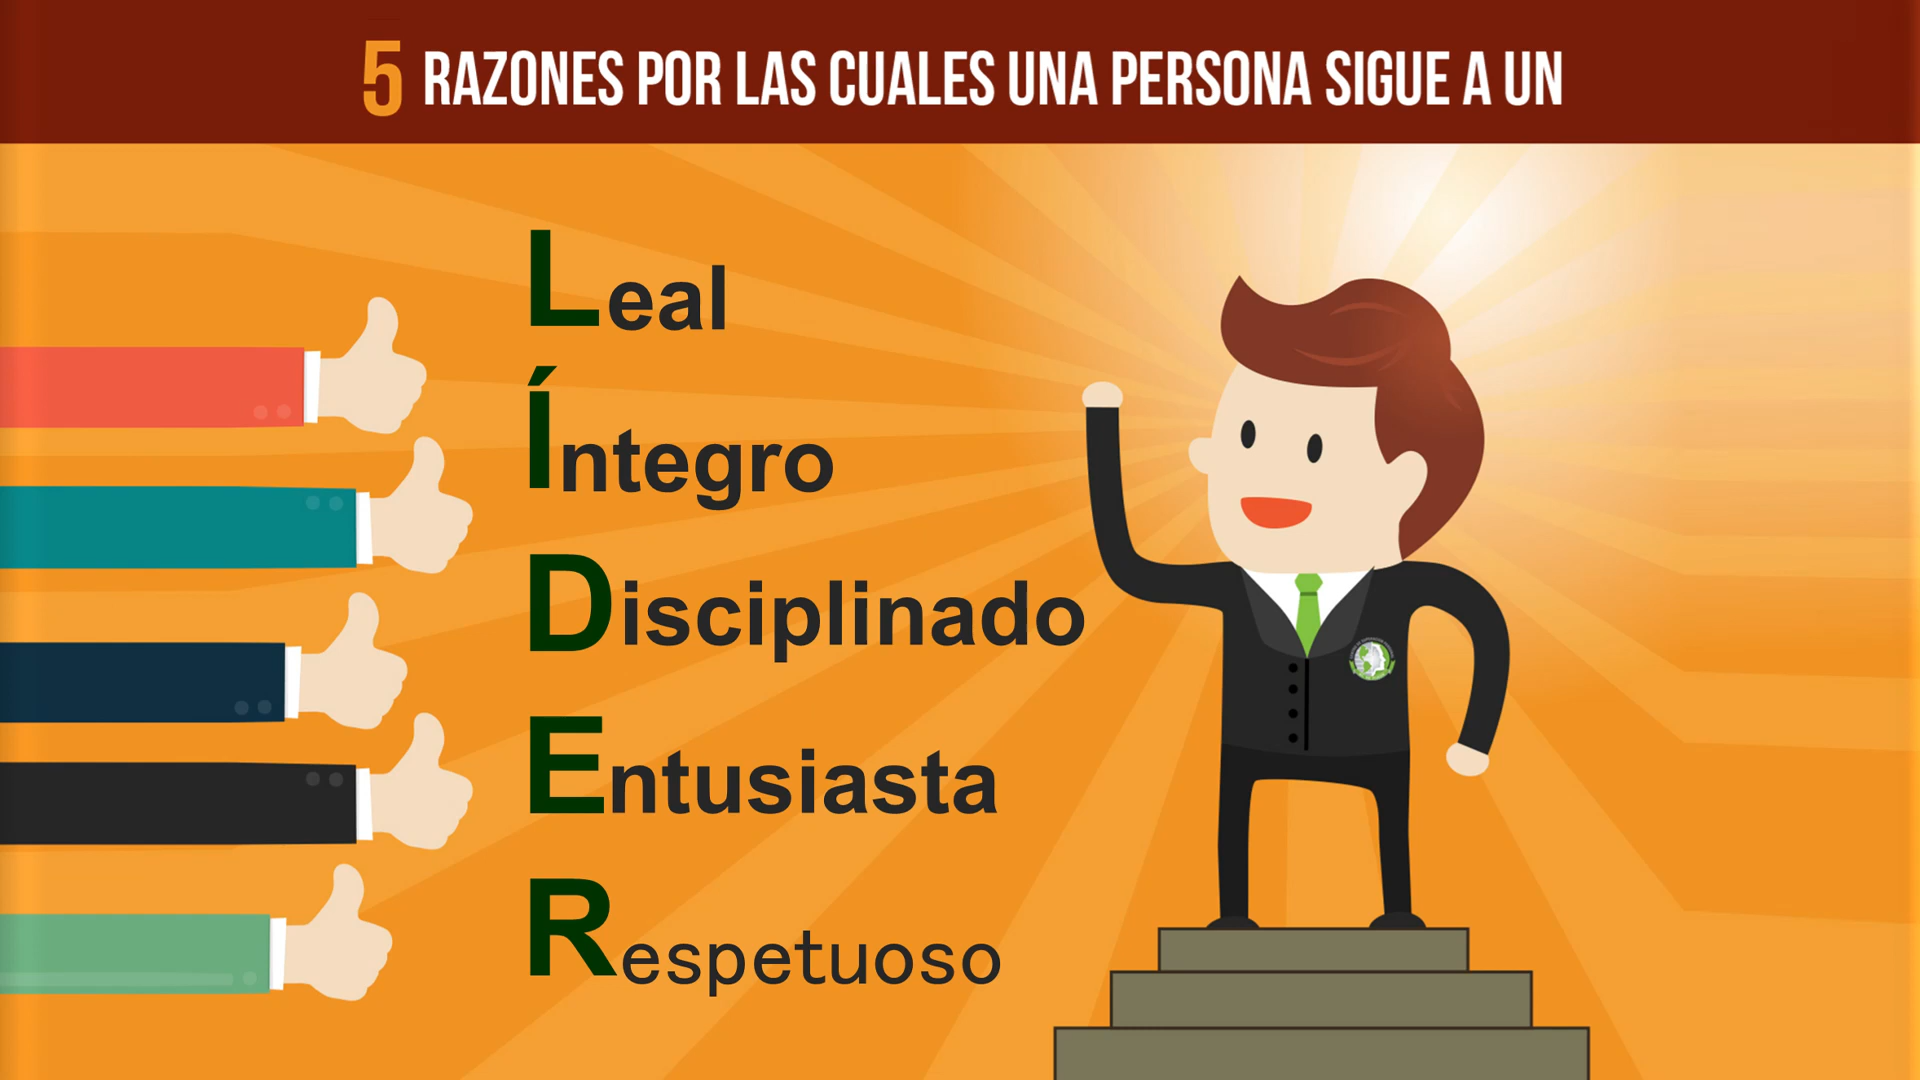 5 RAZONES POR LAS CUALES UNA PERSONA SIGUE A UN
Leal
Íntegro
Disciplinado
Entusiasta
Respetuoso